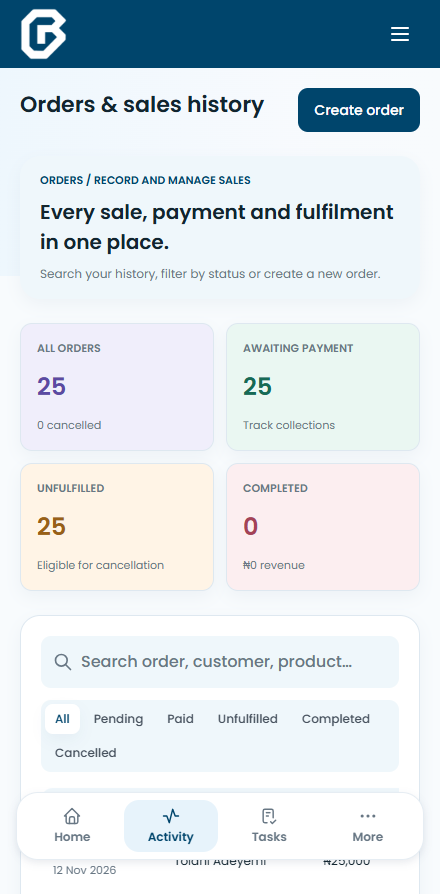 Orders & sales history
Create order
ORDERS / RECORD AND MANAGE SALES
Every sale, payment and fulfilment
in one place.
Search your history, filter by status or create a new order.
ALL ORDERS
25
0 cancelled
AWAITING PAYMENT
25
Track collections
UNFULFILLED
25
Eligible for cancellation
COMPLETED
0
₦0 revenue
Search order, customer, product...
All Pending Paid Unfulfilled Completed
Cancelled
Tolani Adeyemi ₦25,000
12 Nov 2026
Home Activity Tasks More